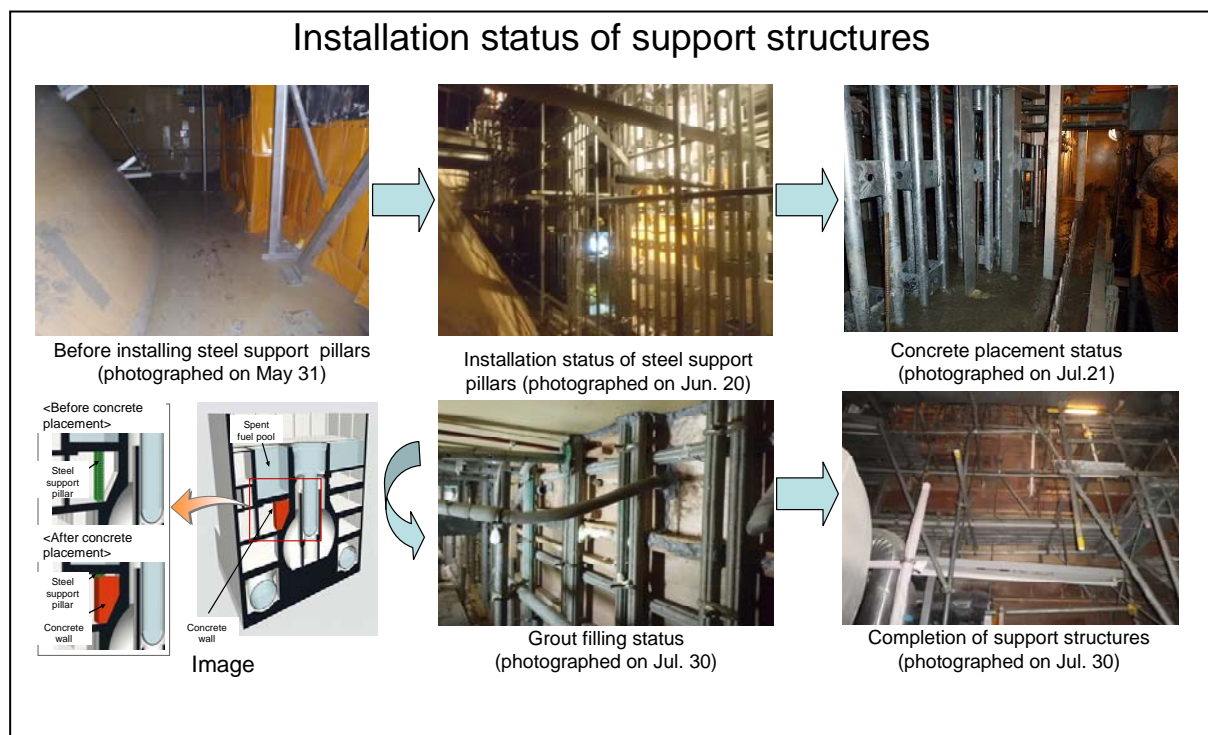 Installation status of support structures
Before installing steel support pillars
(photographed on May 31)
Installation status of steel support
pillars (photographed on Jun. 20)
Concrete placement status
(photographed on Jul.21)
<Before concrete
placement>
Steel
support
pillar
<After concrete
placement>
Steel
support
pillar
Concrete
wall
Spent
fuel pool
Concrete
wall
Image
Grout filling status
(photographed on Jul. 30)
Completion of support structures
(photographed on Jul. 30)